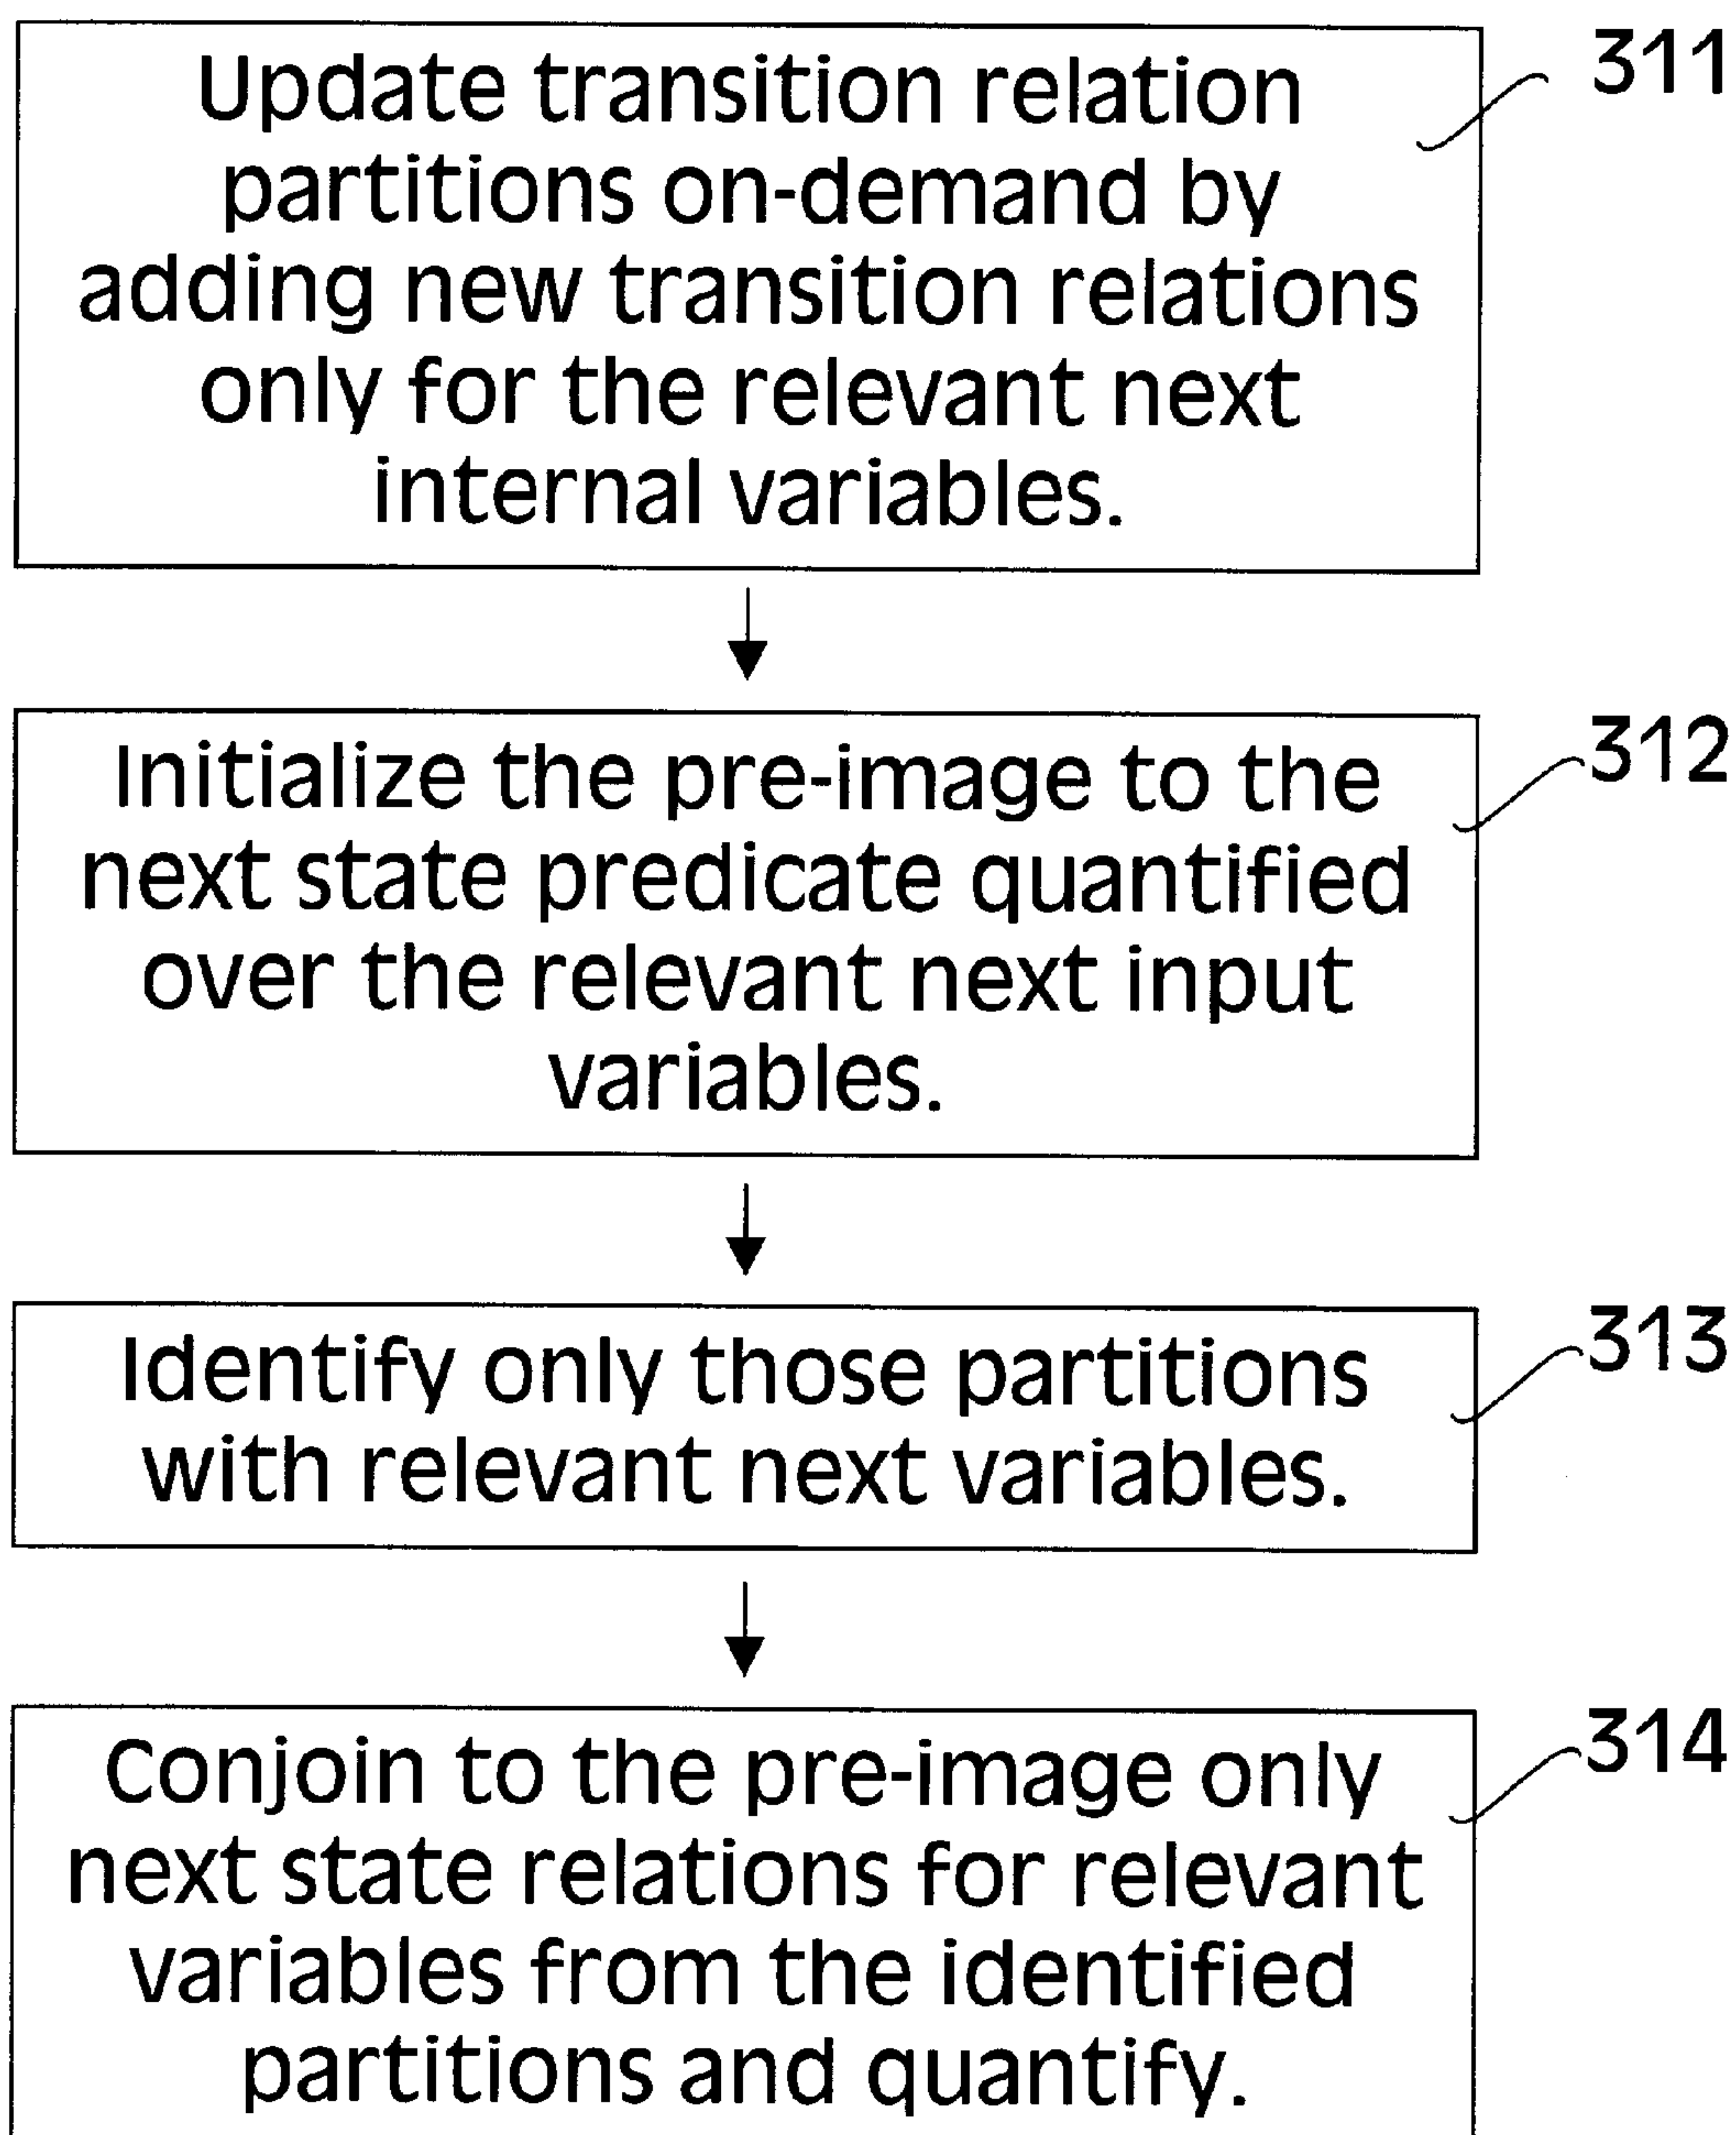 Update transition relation
311
partitions on-demand by
adding new transition relations
only for the relevant next
internal variables.
Initialize the pre-image to the
312
next state predicate quantified
over the relevant next input
variables.
Identify only those partitions
313
with relevant next variables.
Conjoin to the pre-image only
314
next state relations for relevant
variables from the identified
partitions and quantify.